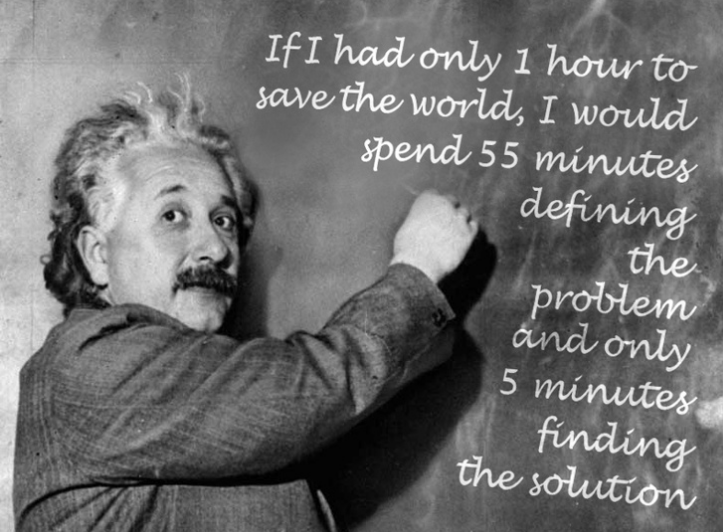 If I had only 1 hour to
save the world, I would
spend 55 minutes
defining
the
problem
and only
5 minutes
finding
the solution